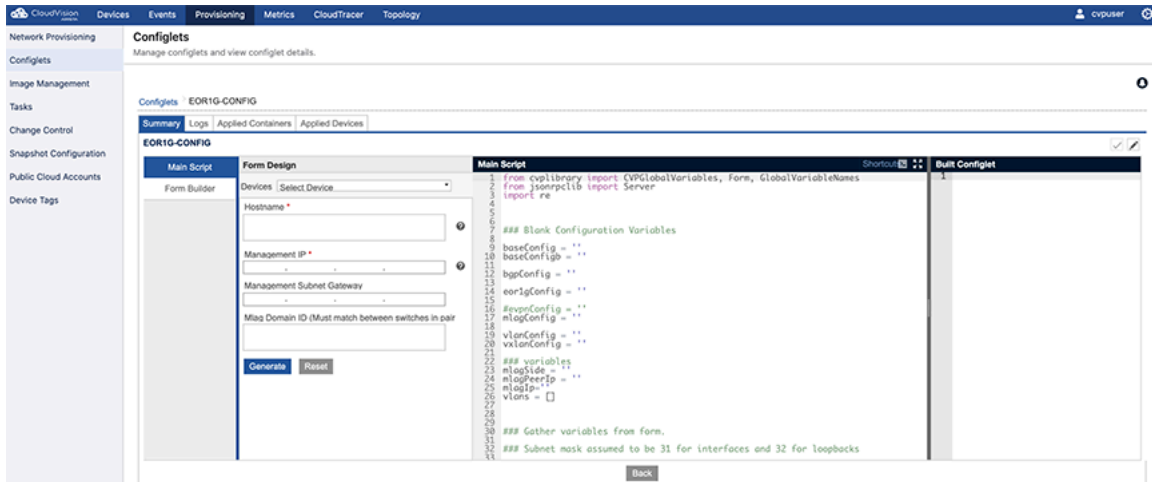 CloudVision Devices Events Provisioning Metrics CloudTracer Topology cvpuser
Network Provisioning
Configlets
Image Management
Tasks
Change Control
Snapshot Configuration
Public Cloud Accounts
Device Tags
Configlets
Manage configlets and view configlet details.
Configlets EOR1G-CONFIG
Summary Logs Applied Containers Applied Devices
EOR1G-CONFIG
Main Script
Form Builder
Form Design
Devices Select Device
Hostname *
Management IP *
. . .
Management Subnet Gateway
. . .
Mlag Domain ID (Must match between switches in pair
Generate Reset
Main Script Shortcut
1 from cvplibrary import CVPGlobalVariables, Form, GlobalVariableNames
2 from jsonrpclib import Server
3 import re
4
5
6
7 ### Blank Configuration Variables
8
9 baseConfig = ''
10 baseConfigb = ''
11
12 bgpConfig = ''
13
14 eor1gConfig = ''
15
16 #evpnConfig = ''
17 mlagConfig = ''
18
19 vlanConfig = ''
20 vxlanConfig = ''
21
22 ### variables
23 mlagSide = ''
24 mlagPeerIp = ''
25 mlagIp=''
26 vlans = []
27
28
29
30 ### Gather variables from form.
31
32 ### Subnet mask assumed to be 31 for interfaces and 32 for loopbacks
33
Built Configlet
1
Back